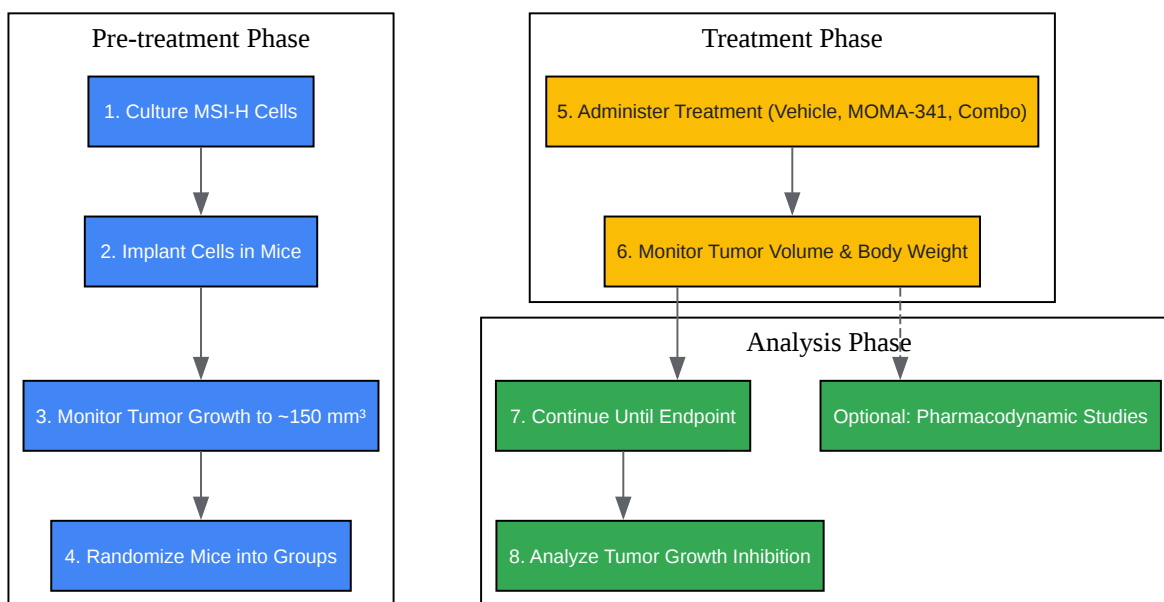 Pre-treatment Phase
1. Culture MSI-H Cells
2. Implant Cells in Mice
3. Monitor Tumor Growth to ~150 mm³
4. Randomize Mice into Groups
Treatment Phase
5. Administer Treatment (Vehicle, MOMA-341, Combo)
6. Monitor Tumor Volume & Body Weight
Analysis Phase
7. Continue Until Endpoint
Optional: Pharmacodynamic Studies
8. Analyze Tumor Growth Inhibition